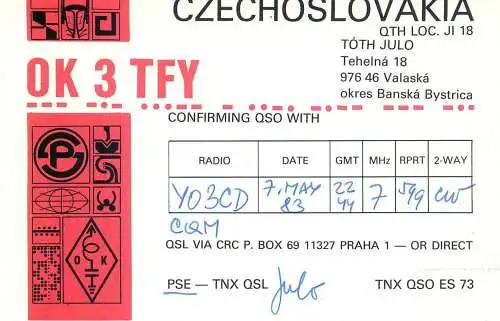 CZECHOSLOVAKIA
QTH LOC. JI 18
TÓTH JULO
Tehelná 18
976 46 Valaská
okres Banská Bystrica
OK 3 TFY
CONFIRMING QSO WITH
RADIO DATE GMT MHz RPRT 2-WAY
YO3CD 7. MAY 83 22 44 7 599 CW
CQM
QSL VIA CRC P. BOX 69 11327 PRAHA 1 — OR DIRECT
PSE — TNX QSL Julo TNX QSO ES 73
O K